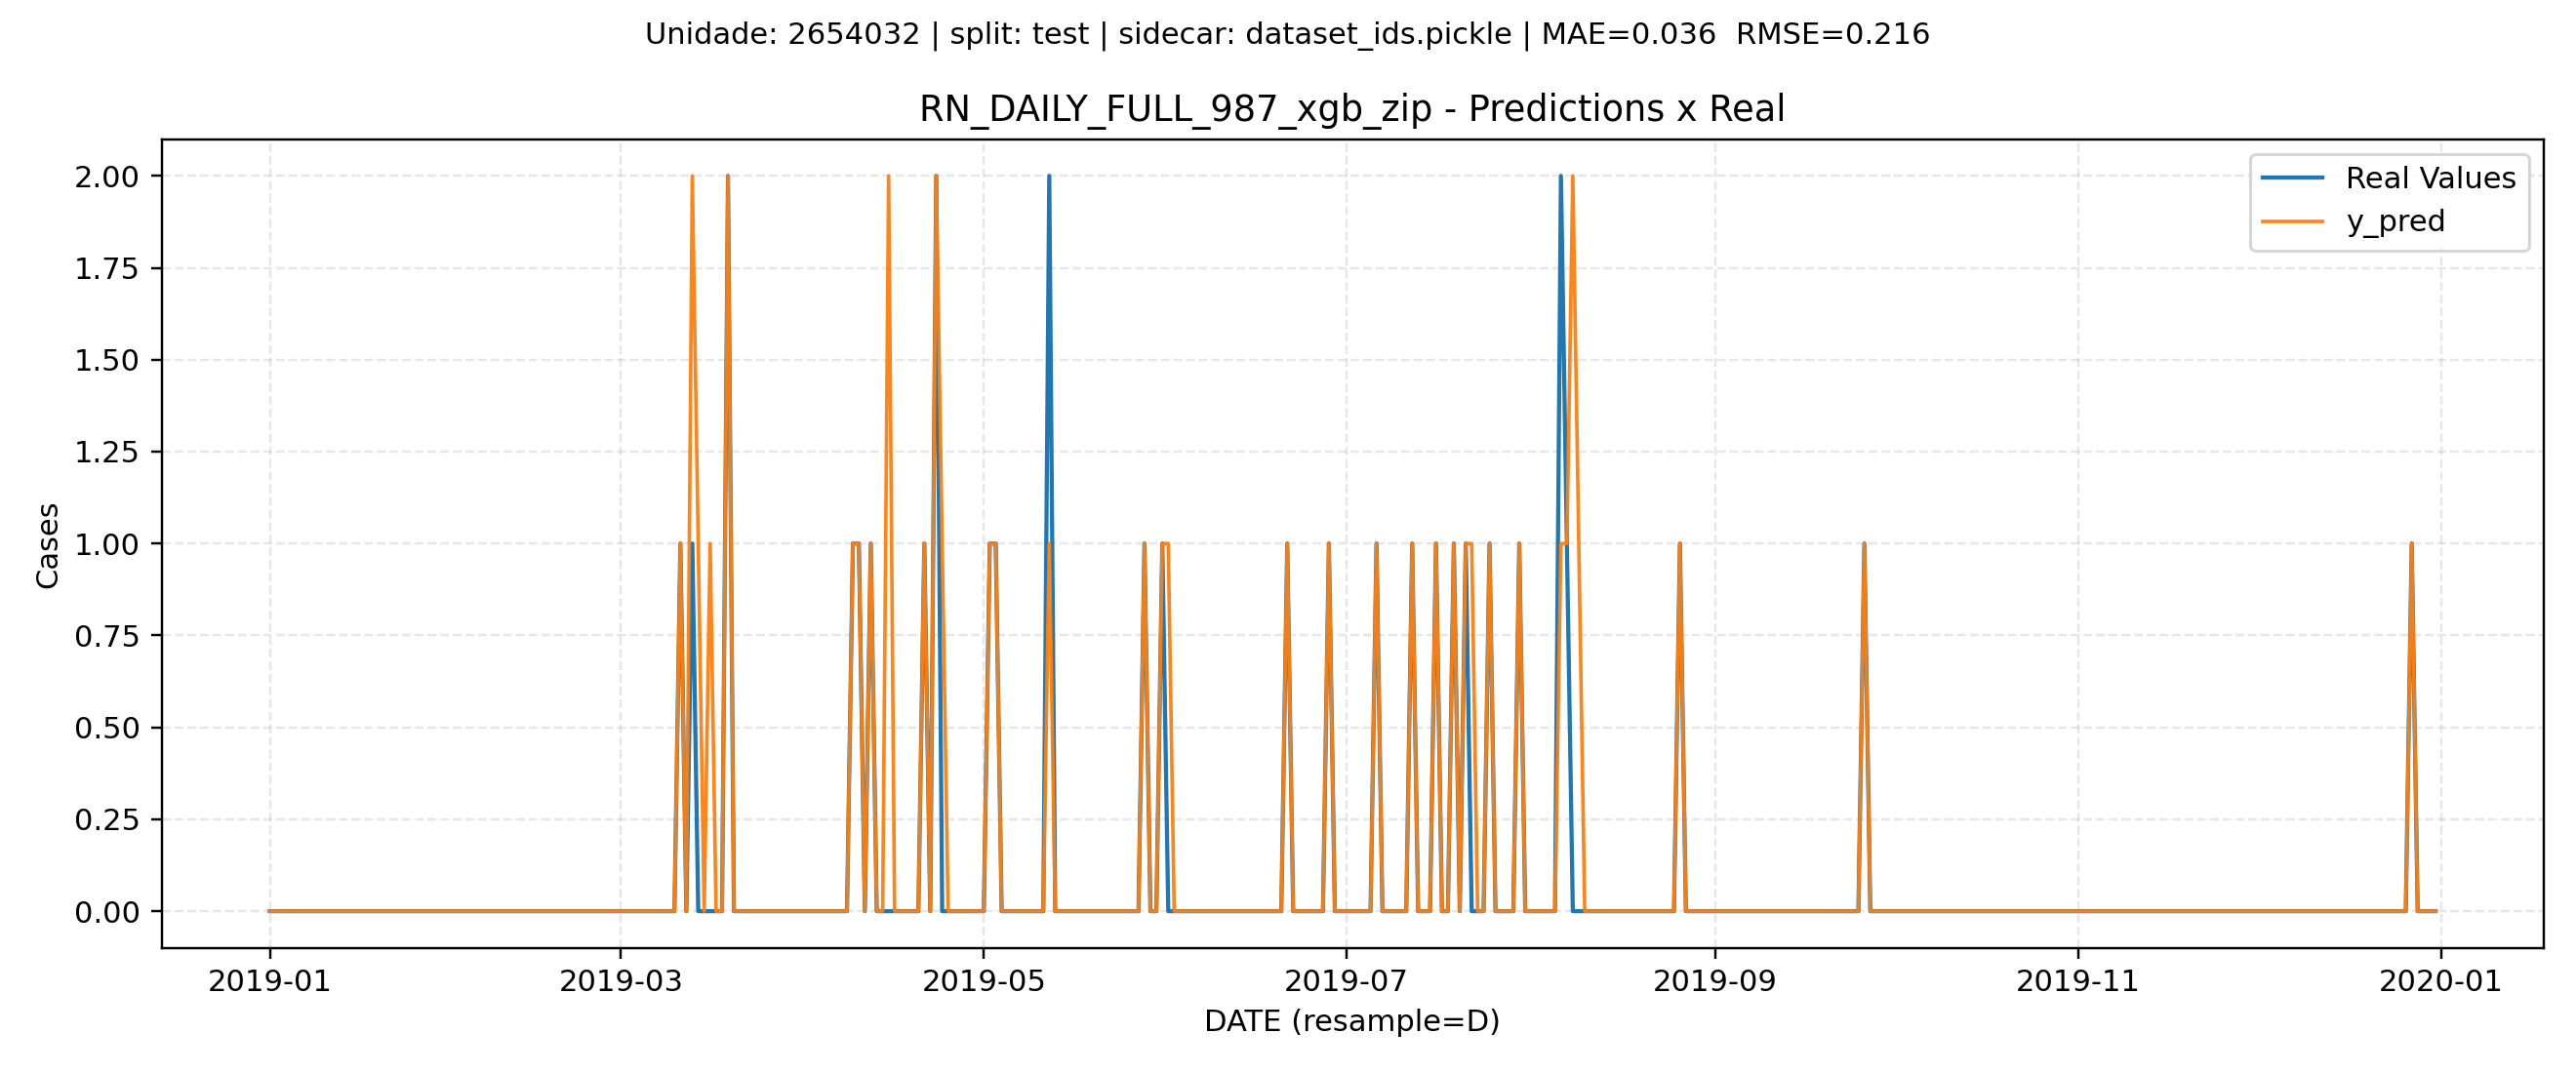 Unidade: 2654032 | split: test | sidecar: dataset_ids.pickle | MAE=0.036  RMSE=0.216
RN_DAILY_FULL_987_xgb_zip - Predictions x Real
Real Values
y_pred
2.00
1.75
1.50
1.25
1.00
0.75
0.50
0.25
0.00
Cases
2019-01
2019-03
2019-05
2019-07
2019-09
2019-11
2020-01
DATE (resample=D)